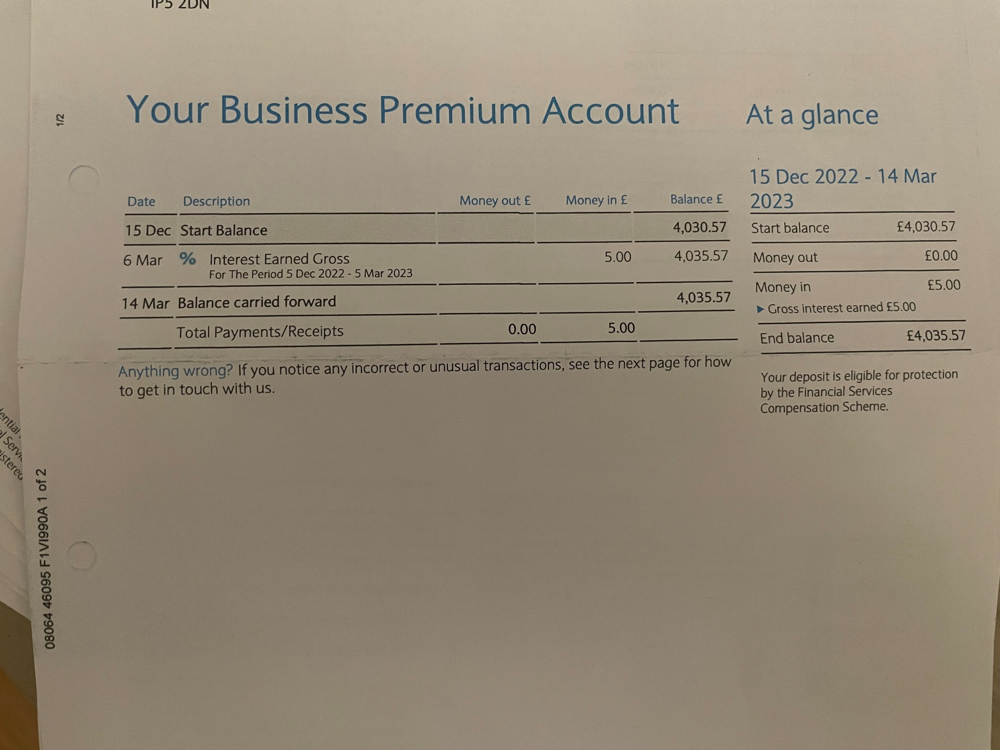 IP5 2DN
1/2
Your Business Premium Account
At a glance
15 Dec 2022 - 14 Mar
2023
Date Description Money out £ Money in £ Balance £
15 Dec Start Balance 4,030.57
6 Mar % Interest Earned Gross 5.00 4,035.57
For The Period 5 Dec 2022 - 5 Mar 2023
14 Mar Balance carried forward 4,035.57
Total Payments/Receipts 0.00 5.00
Anything wrong? If you notice any incorrect or unusual transactions, see the next page for how
to get in touch with us.
Start balance £4,030.57
Money out £0.00
Money in £5.00
▶ Gross interest earned £5.00
End balance £4,035.57
Your deposit is eligible for protection
by the Financial Services
Compensation Scheme.
08064 46095 F1VI990A 1 of 2